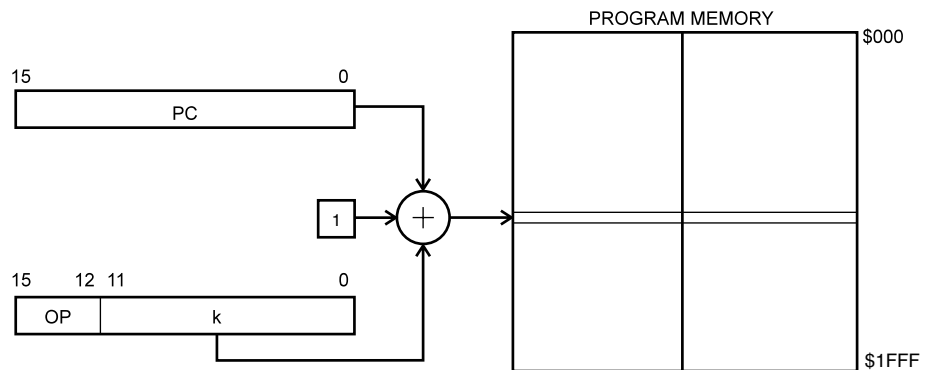 PROGRAM MEMORY
$000
15 0
PC
1
+
15 12 11 0
OP k
$1FFF